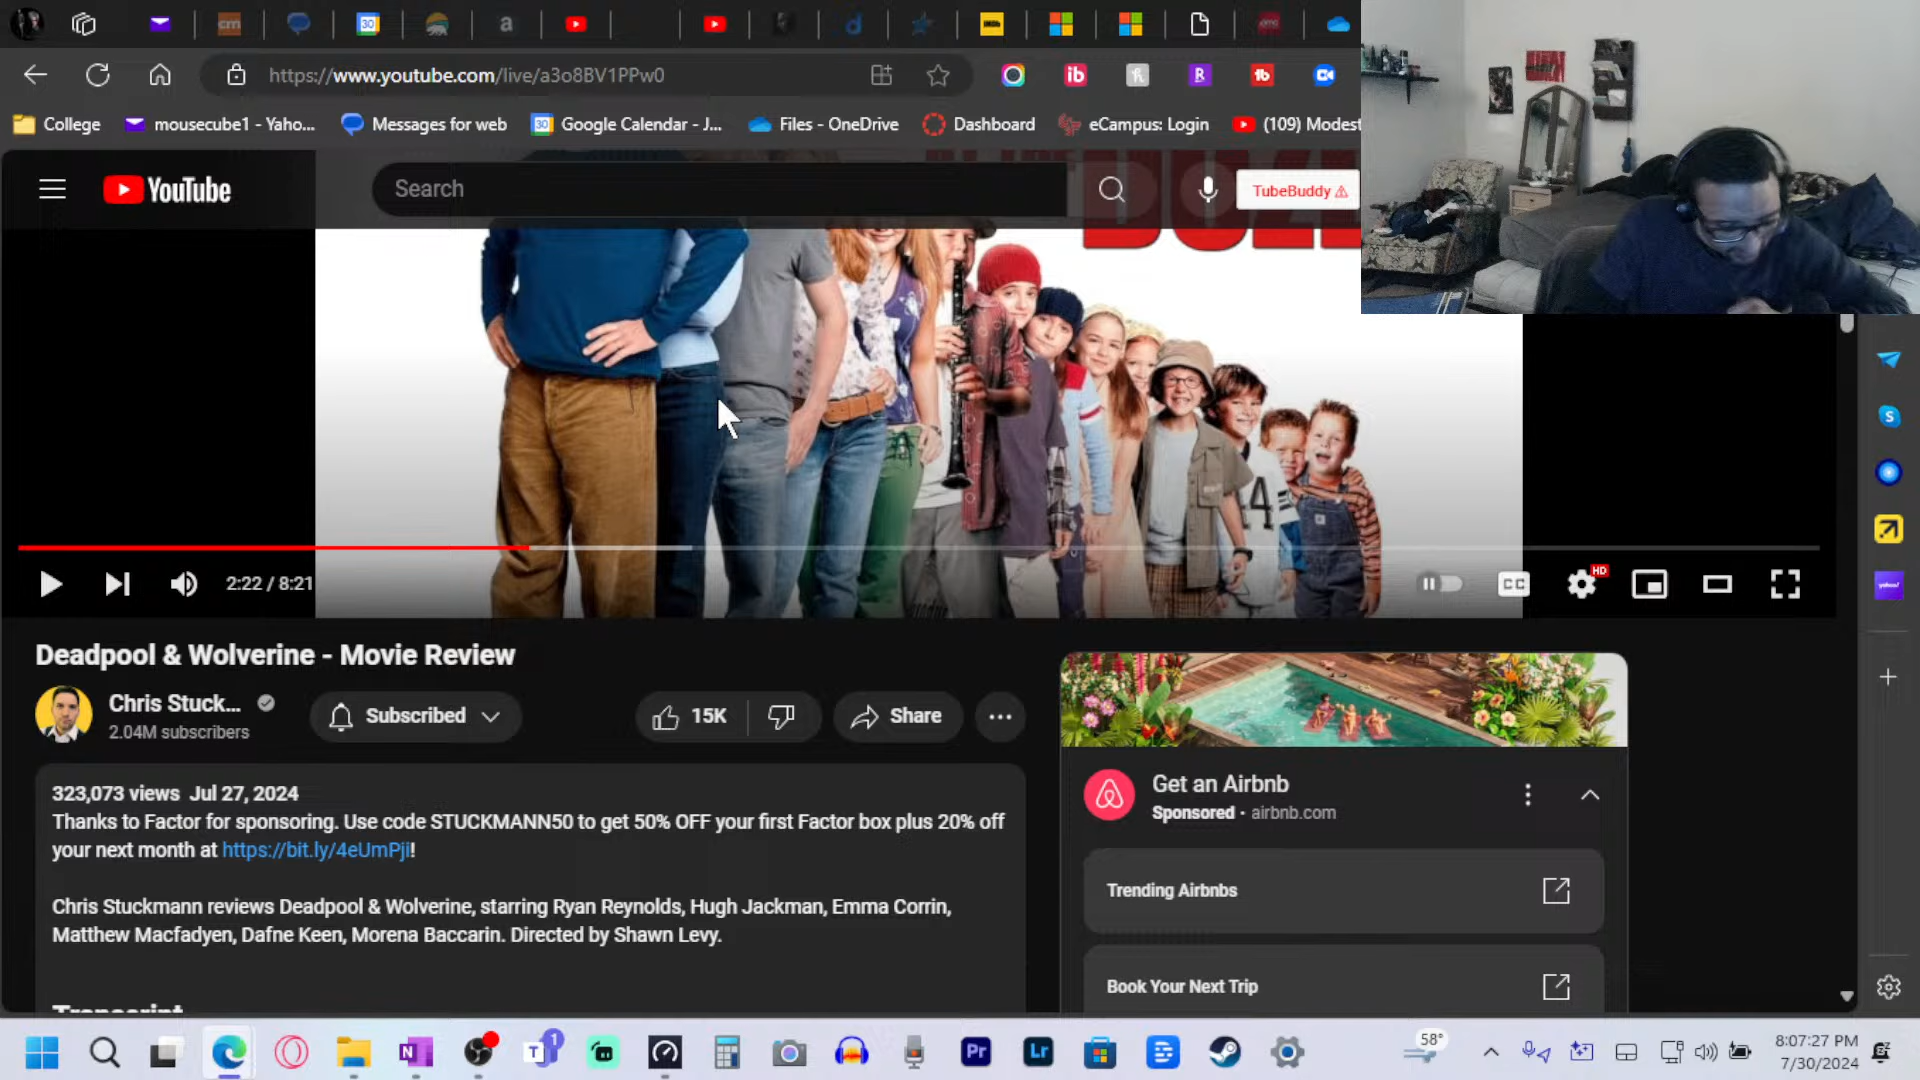 https://www.youtube.com/live/a3o8BV1PPw0
College
mousecube1 - Yaho...
Messages for web
Google Calendar - J...
Files - OneDrive
Dashboard
eCampus: Login
(109) Modest
YouTube
Search
TubeBuddy
4
2:22 / 8:21
CC
HD
Deadpool & Wolverine - Movie Review
Chris Stuck...
2.04M subscribers
Subscribed
15K
Share
323,073 views Jul 27, 2024
Thanks to Factor for sponsoring. Use code STUCKMANN50 to get 50% OFF your first Factor box plus 20% off
your next month at https://bit.ly/4eUmPji!
Chris Stuckmann reviews Deadpool & Wolverine, starring Ryan Reynolds, Hugh Jackman, Emma Corrin,
Matthew Macfadyen, Dafne Keen, Morena Baccarin. Directed by Shawn Levy.
Transcript
Get an Airbnb
Sponsored · airbnb.com
Trending Airbnbs
Book Your Next Trip
58°
8:07:27 PM
7/30/2024